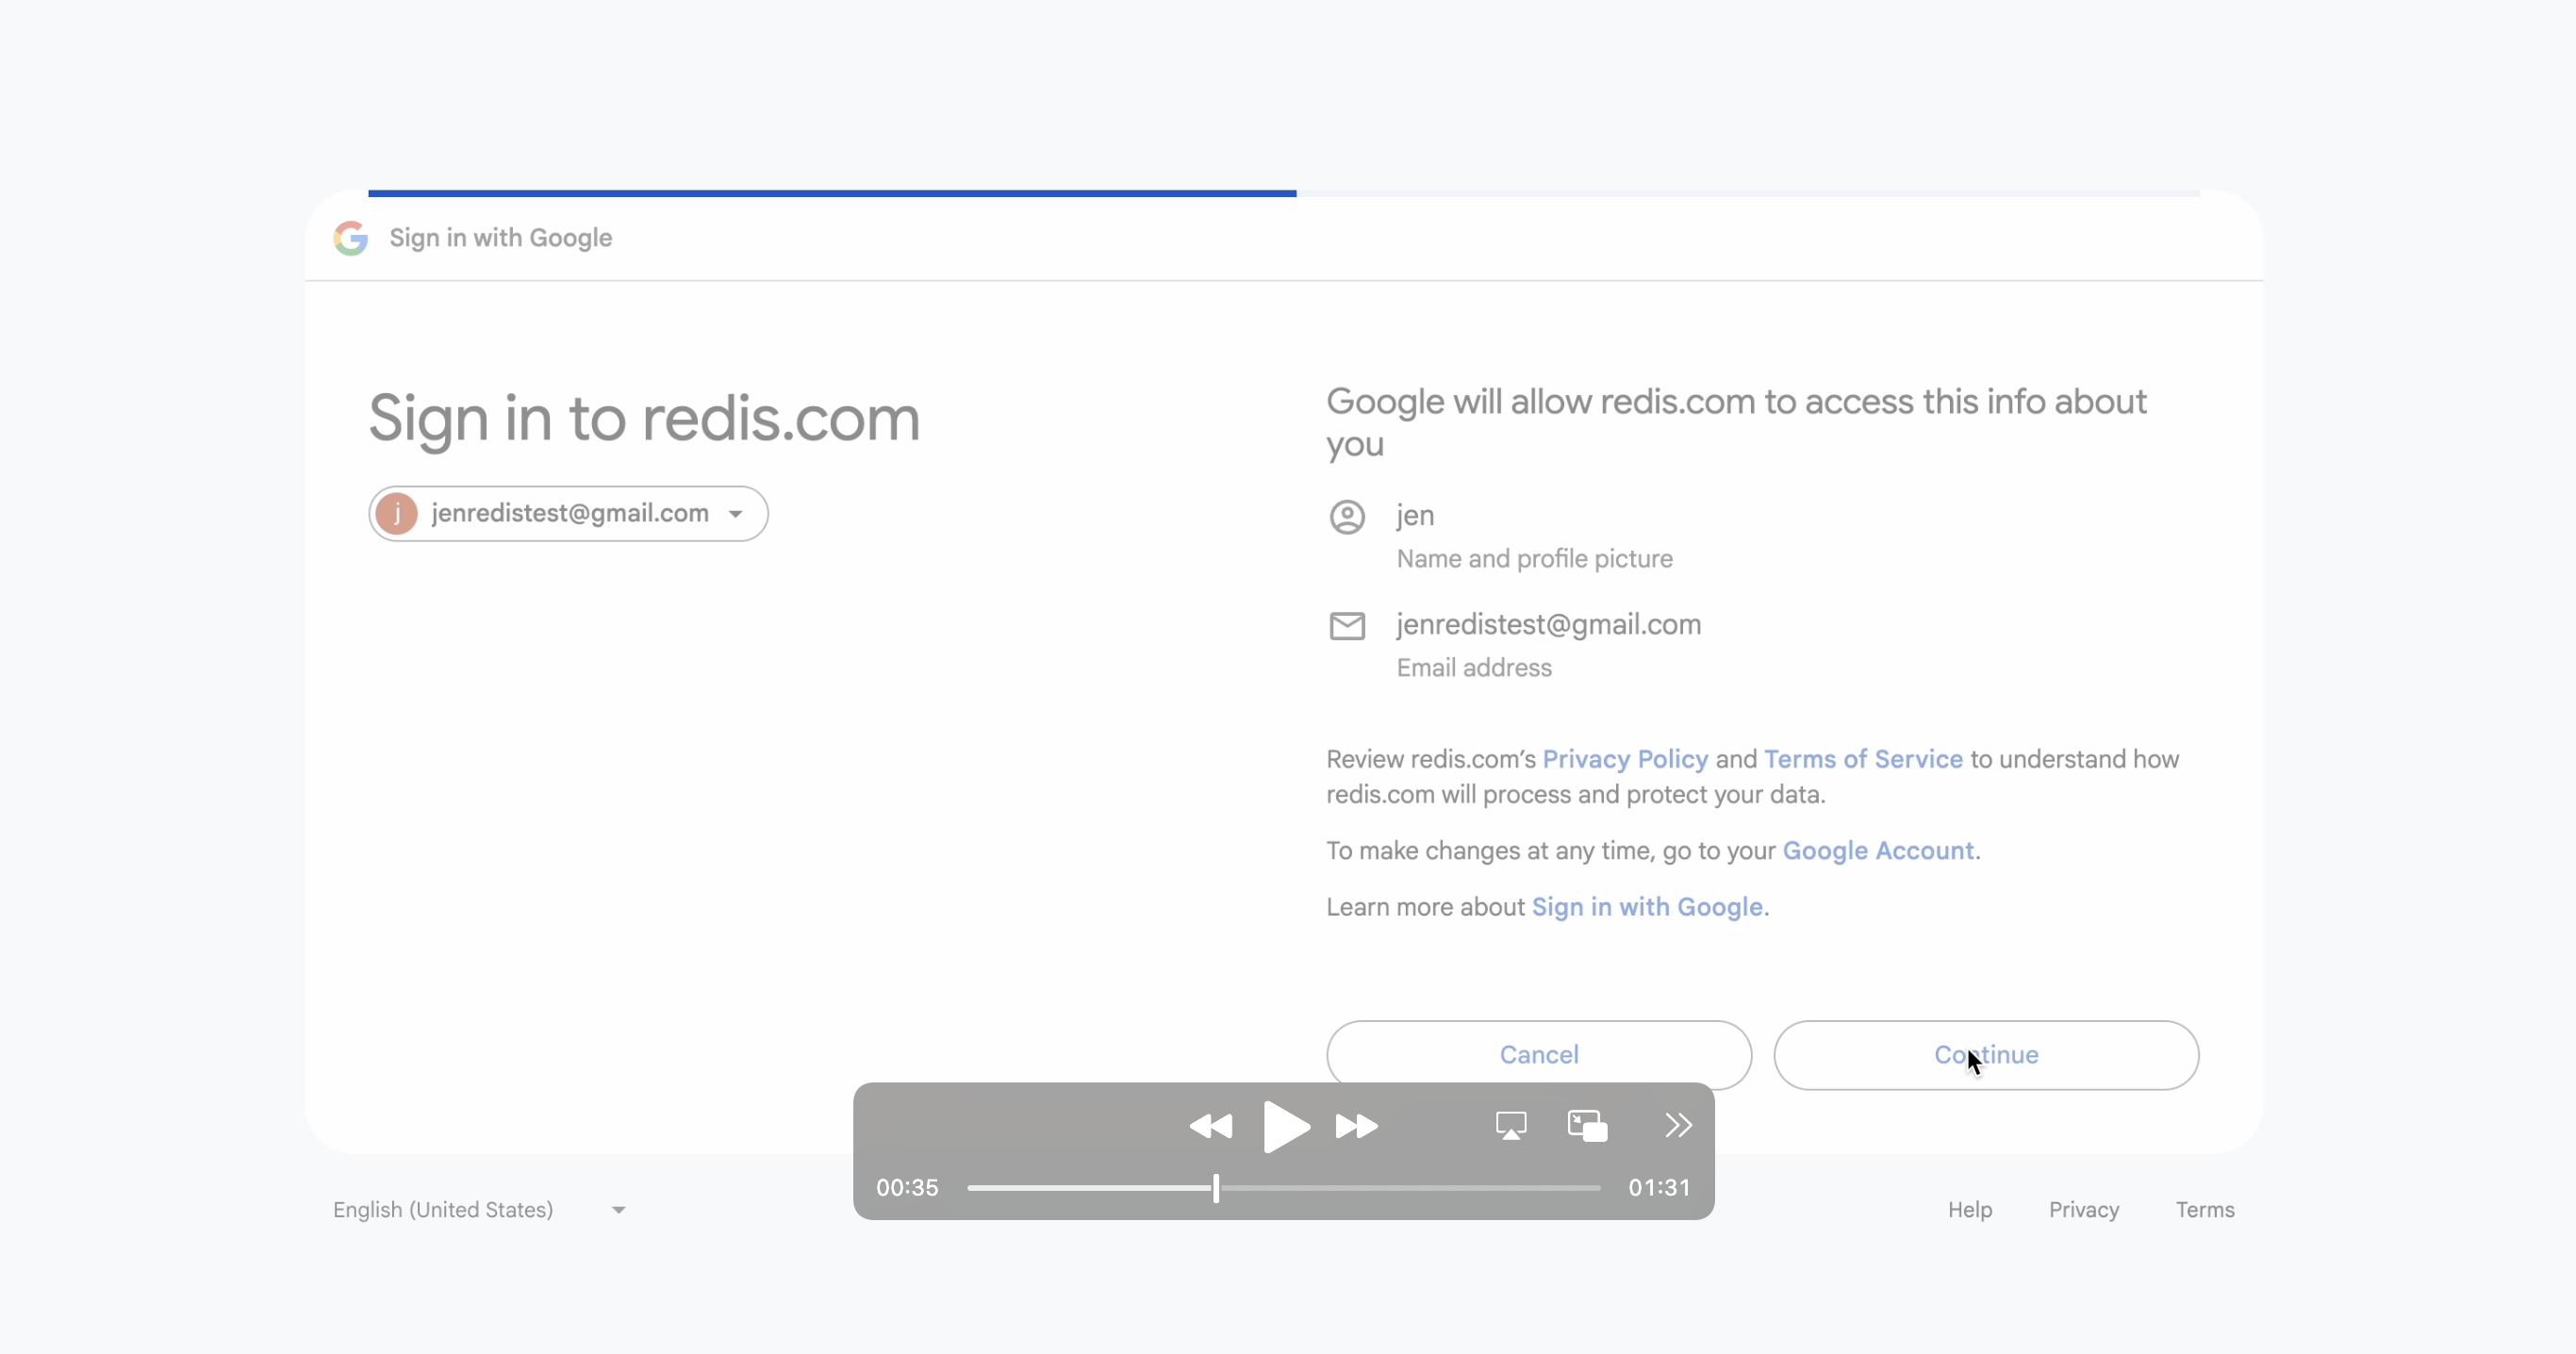 Sign in with Google
Sign in to redis.com
j jenredistest@gmail.com
Google will allow redis.com to access this info about
you
jen
Name and profile picture
jenredistest@gmail.com
Email address
Review redis.com’s Privacy Policy and Terms of Service to understand how
redis.com will process and protect your data.
To make changes at any time, go to your Google Account.
Learn more about Sign in with Google.
Cancel Continue
00:35 01:31
English (United States) Help Privacy Terms